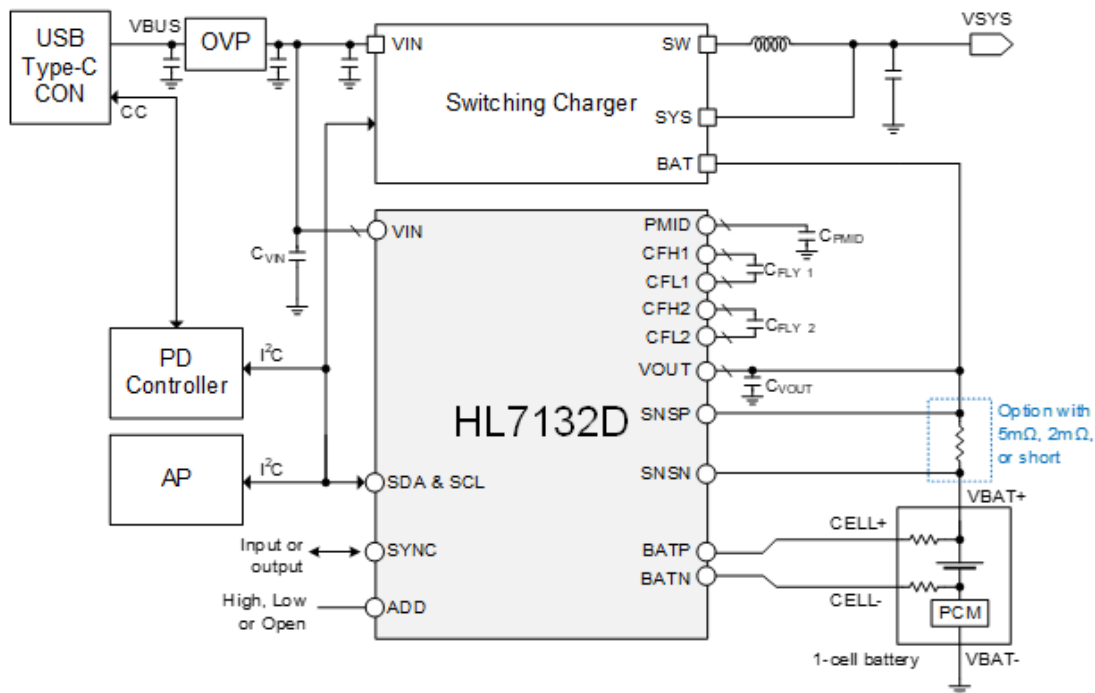 USB
Type-C
CON
VBUS
OVP
CC
VIN
SW
VSYS
Switching Charger
SYS
BAT
VIN
CVIN
PMID
CPMID
CFH1
CFLY 1
CFL1
CFH2
CFLY 2
CFL2
VOUT
CVOUT
PD
Controller
I²C
HL7132D
SNSP
SNSN
Option with
5mΩ, 2mΩ,
or short
AP
I²C
SDA & SCL
VBAT+
Input or
output
SYNC
BATP
BATN
CELL+
CELL-
High, Low
or Open
ADD
PCM
1-cell battery
VBAT-